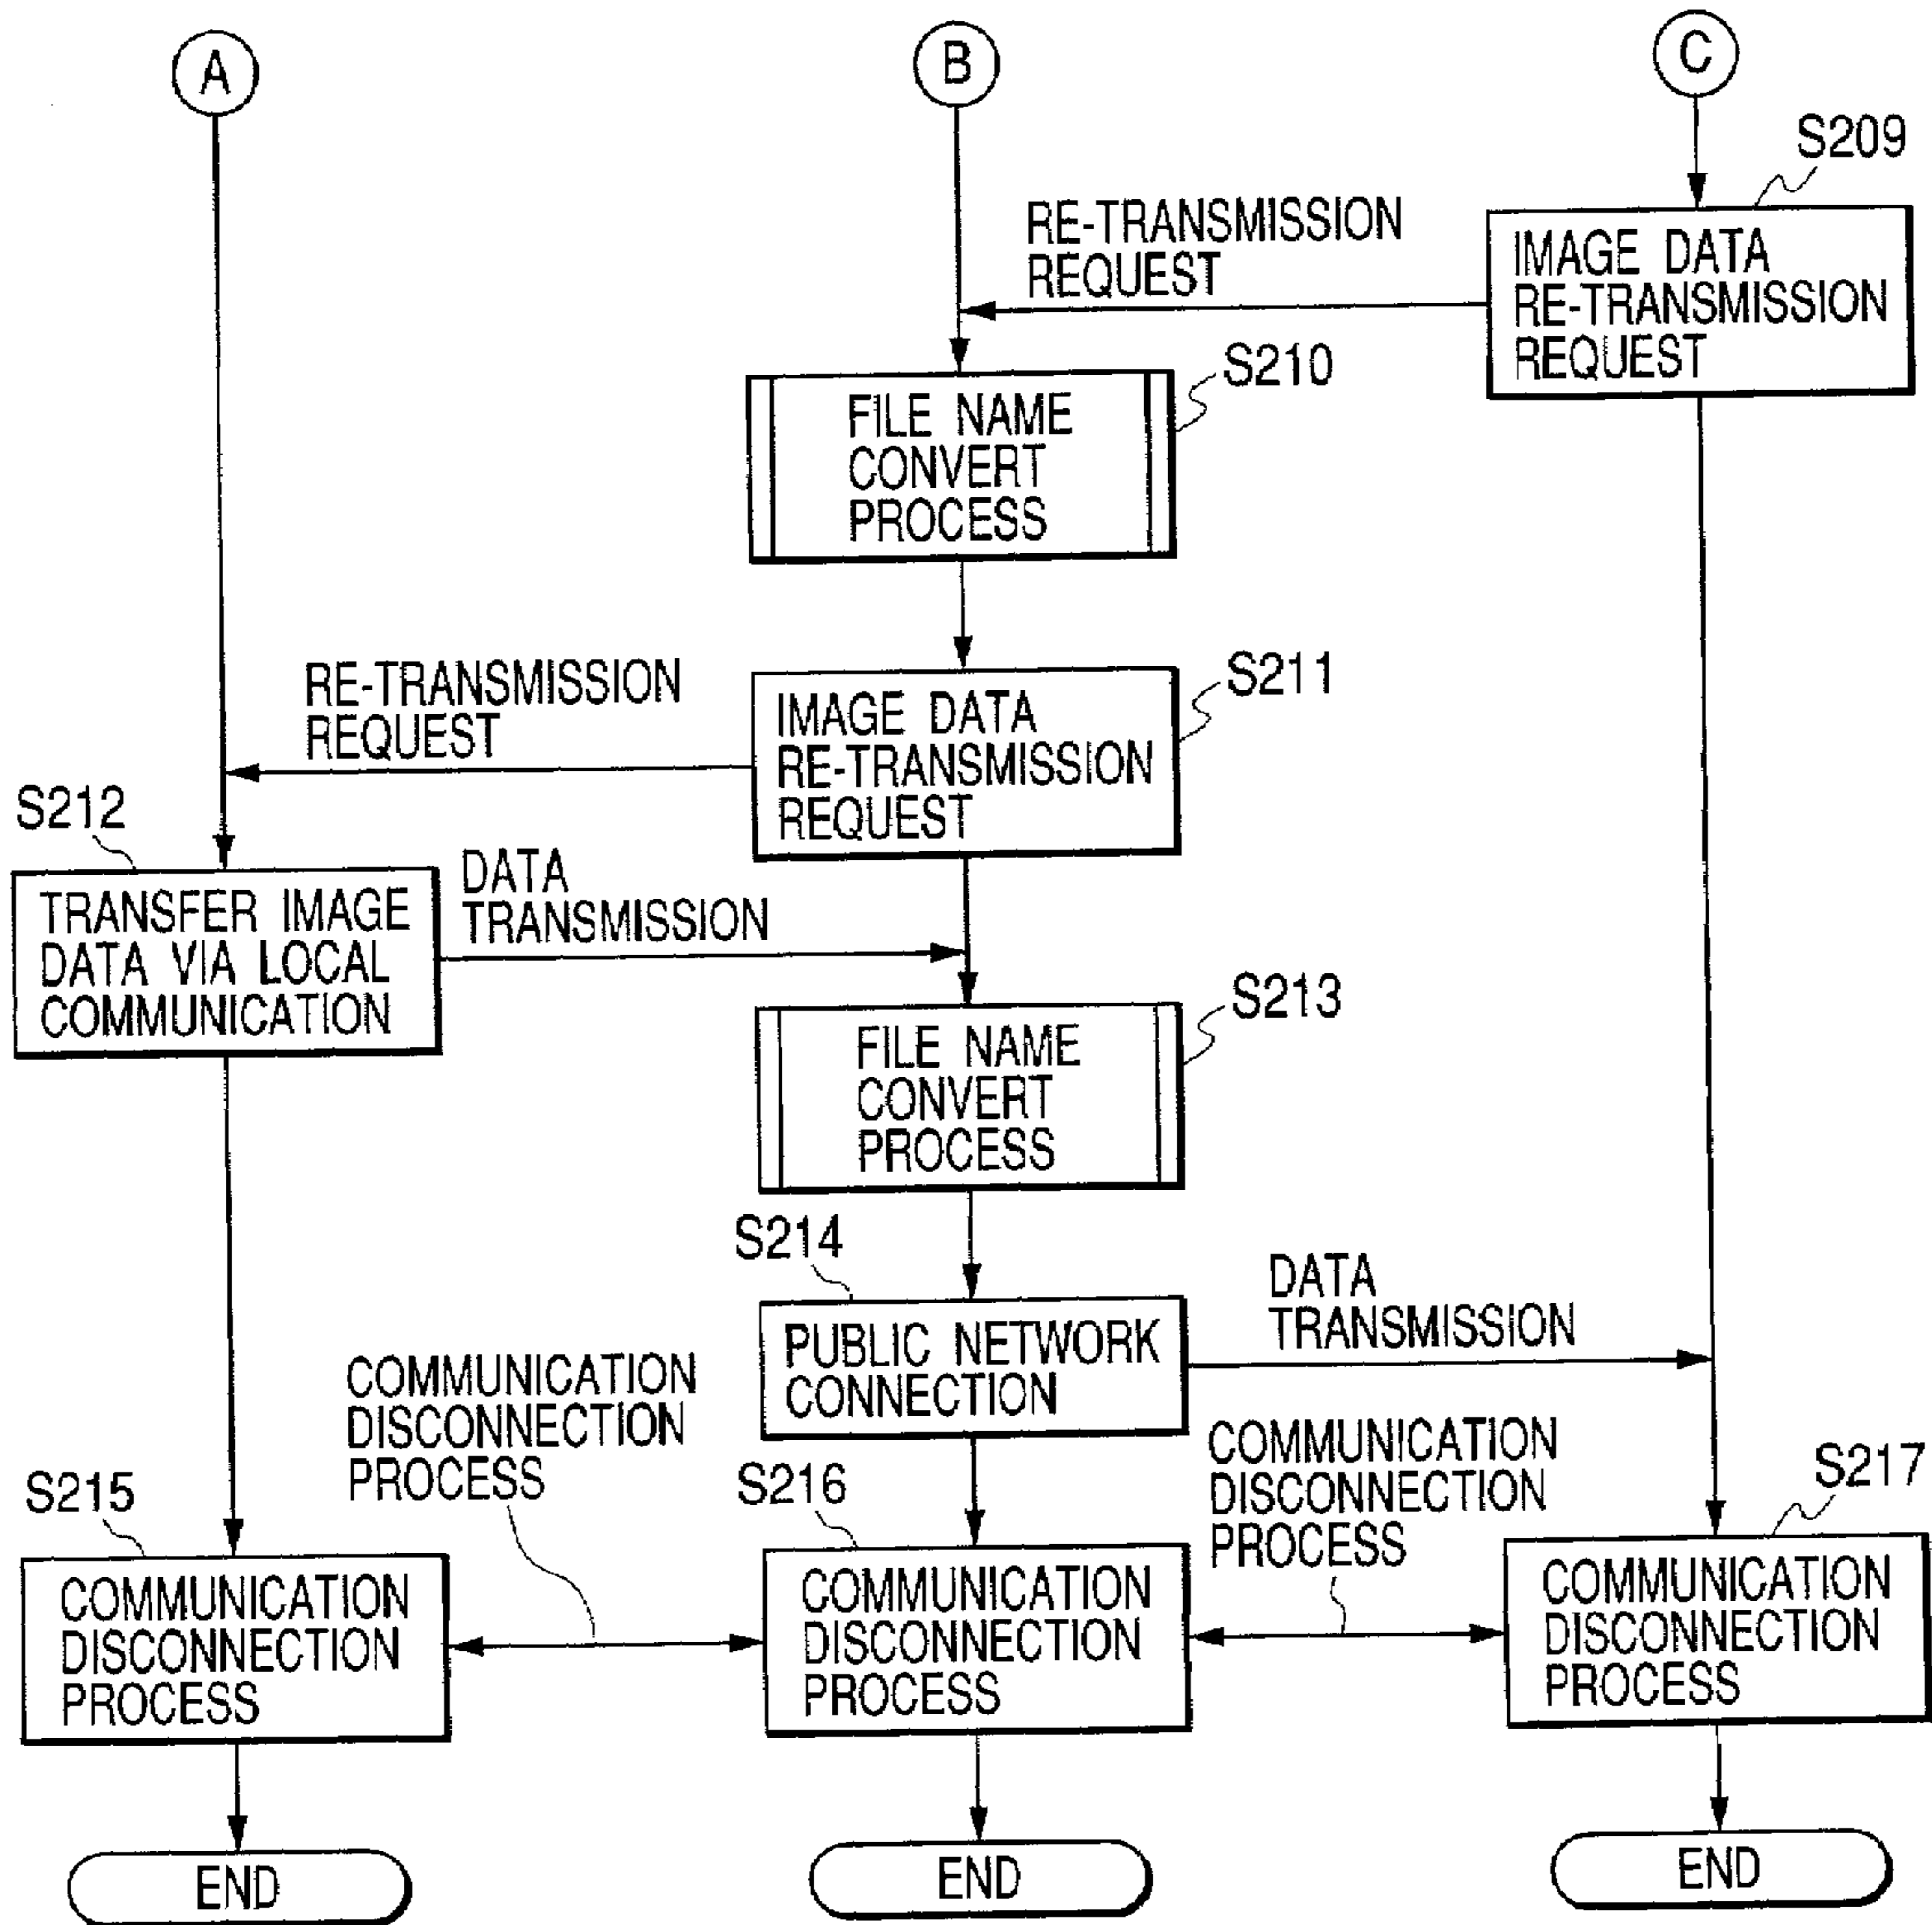 A
B
C
S209
RE-TRANSMISSION
REQUEST
IMAGE DATA
RE-TRANSMISSION
REQUEST
S210
FILE NAME
CONVERT
PROCESS
S211
RE-TRANSMISSION
REQUEST
IMAGE DATA
RE-TRANSMISSION
REQUEST
S212
DATA
TRANSMISSION
TRANSFER IMAGE
DATA VIA LOCAL
COMMUNICATION
S213
FILE NAME
CONVERT
PROCESS
S214
DATA
TRANSMISSION
PUBLIC NETWORK
CONNECTION
COMMUNICATION
DISCONNECTION
PROCESS
COMMUNICATION
DISCONNECTION
PROCESS
S215
S216
S217
COMMUNICATION
DISCONNECTION
PROCESS
COMMUNICATION
DISCONNECTION
PROCESS
COMMUNICATION
DISCONNECTION
PROCESS
END
END
END